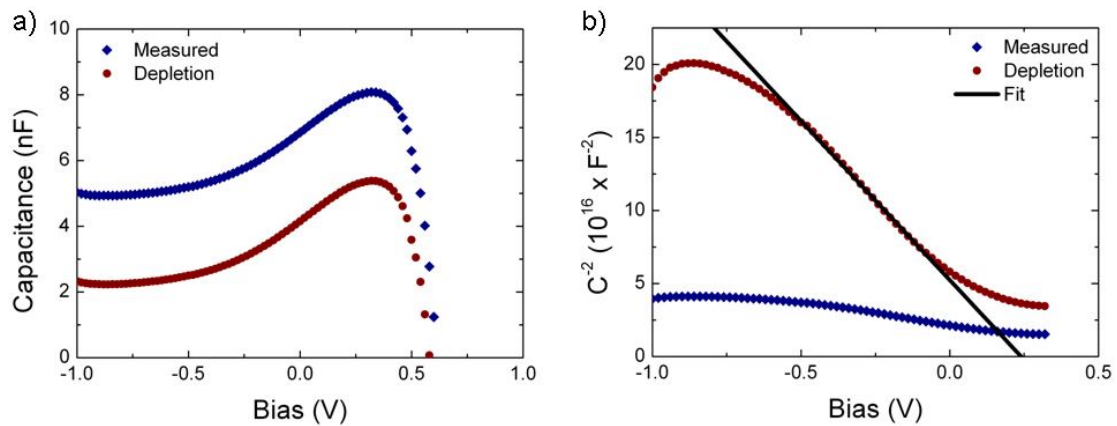 a)
Measured
Depletion
Capacitance (nF)
10
8
6
4
2
0
-1.0 -0.5 0.0 0.5 1.0
Bias (V)
b)
Measured
Depletion
Fit
C⁻² (10¹⁶ x F⁻²)
20
15
10
5
0
-1.0 -0.5 0.0 0.5
Bias (V)